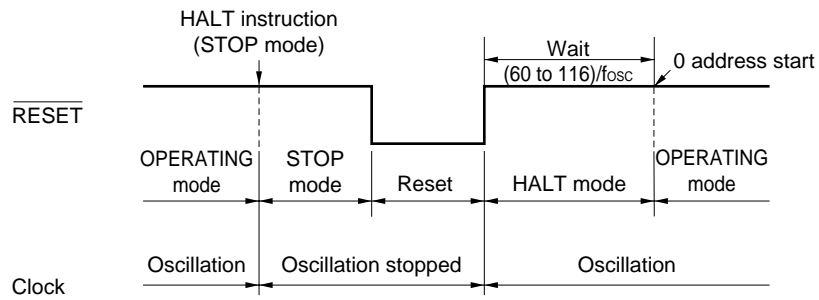 HALT instruction
(STOP mode)
Wait
(60 to 116)/fosc
0 address start
RESET
OPERATING
mode
STOP
mode
Reset
HALT mode
OPERATING
mode
Oscillation
Oscillation stopped
Oscillation
Clock